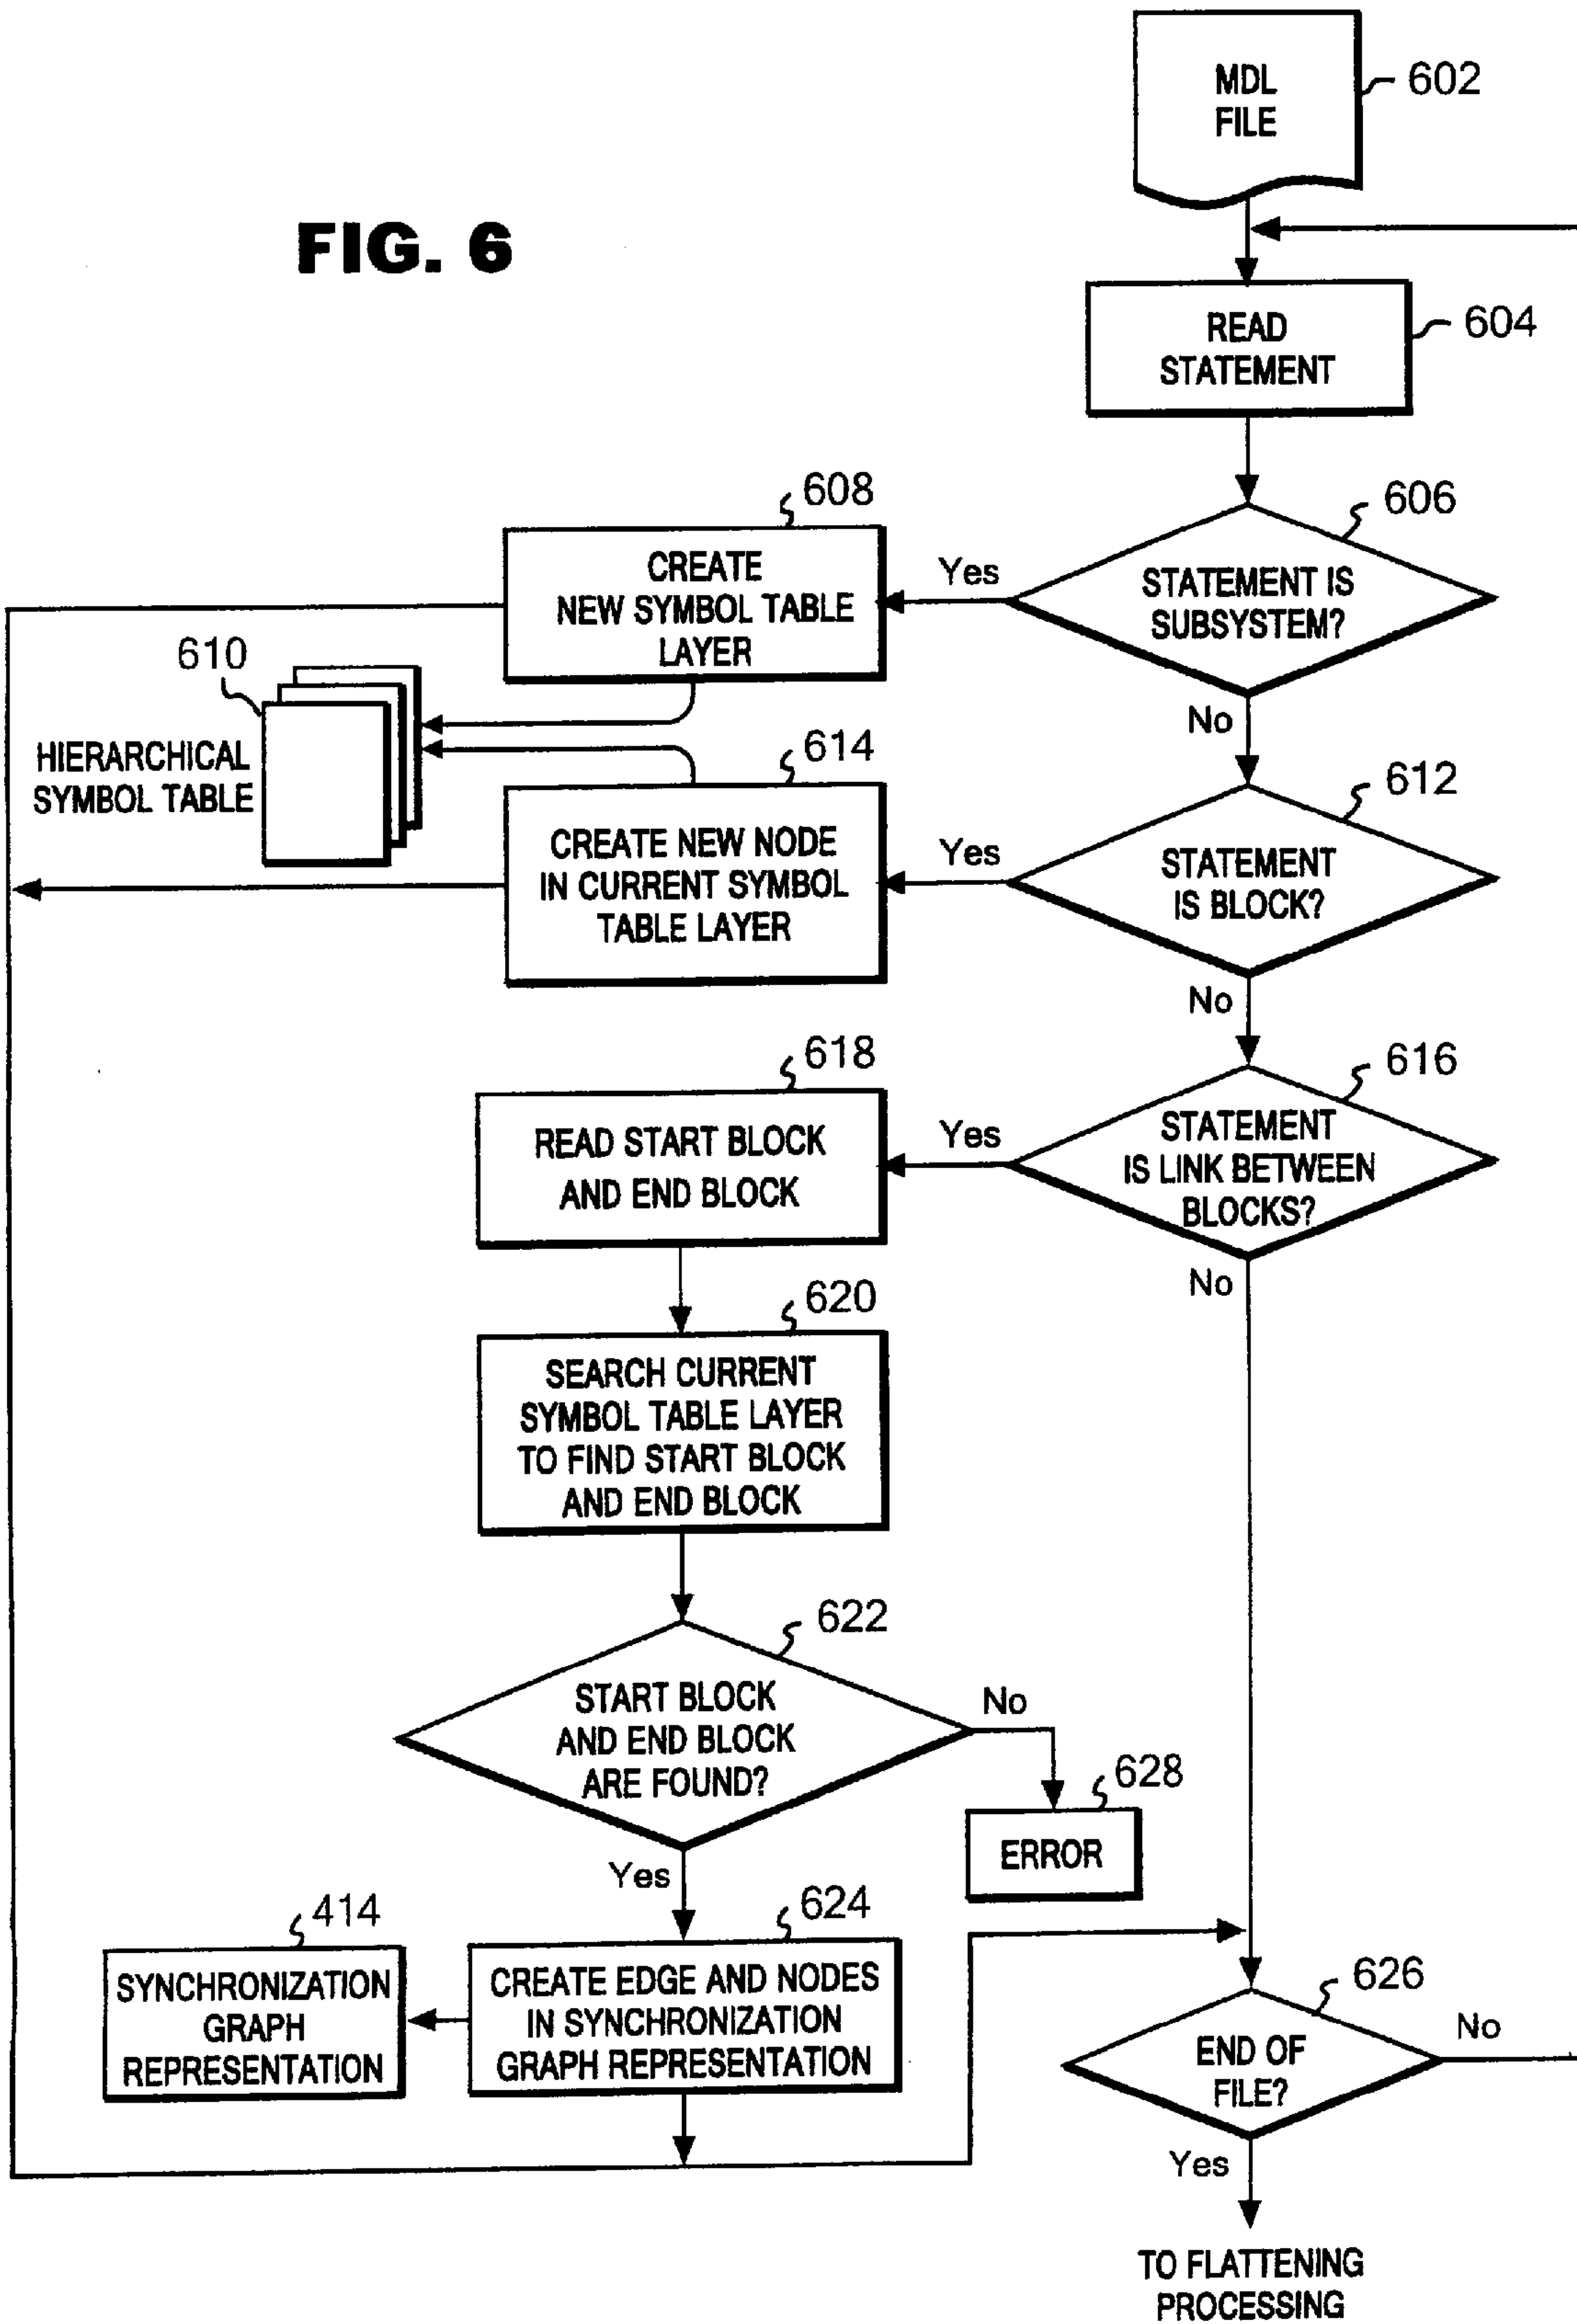 MDL
FILE
602
FIG. 6
READ
STATEMENT
604
606
STATEMENT IS
SUBSYSTEM?
Yes
No
608
CREATE
NEW SYMBOL TABLE
LAYER
610
HIERARCHICAL
SYMBOL TABLE
612
STATEMENT
IS BLOCK?
Yes
No
614
CREATE NEW NODE
IN CURRENT SYMBOL
TABLE LAYER
616
STATEMENT
IS LINK BETWEEN
BLOCKS?
Yes
No
618
READ START BLOCK
AND END BLOCK
620
SEARCH CURRENT
SYMBOL TABLE LAYER
TO FIND START BLOCK
AND END BLOCK
622
START BLOCK
AND END BLOCK
ARE FOUND?
No
628
ERROR
Yes
624
CREATE EDGE AND NODES
IN SYNCHRONIZATION
GRAPH REPRESENTATION
414
SYNCHRONIZATION
GRAPH
REPRESENTATION
626
END OF
FILE?
No
Yes
TO FLATTENING
PROCESSING